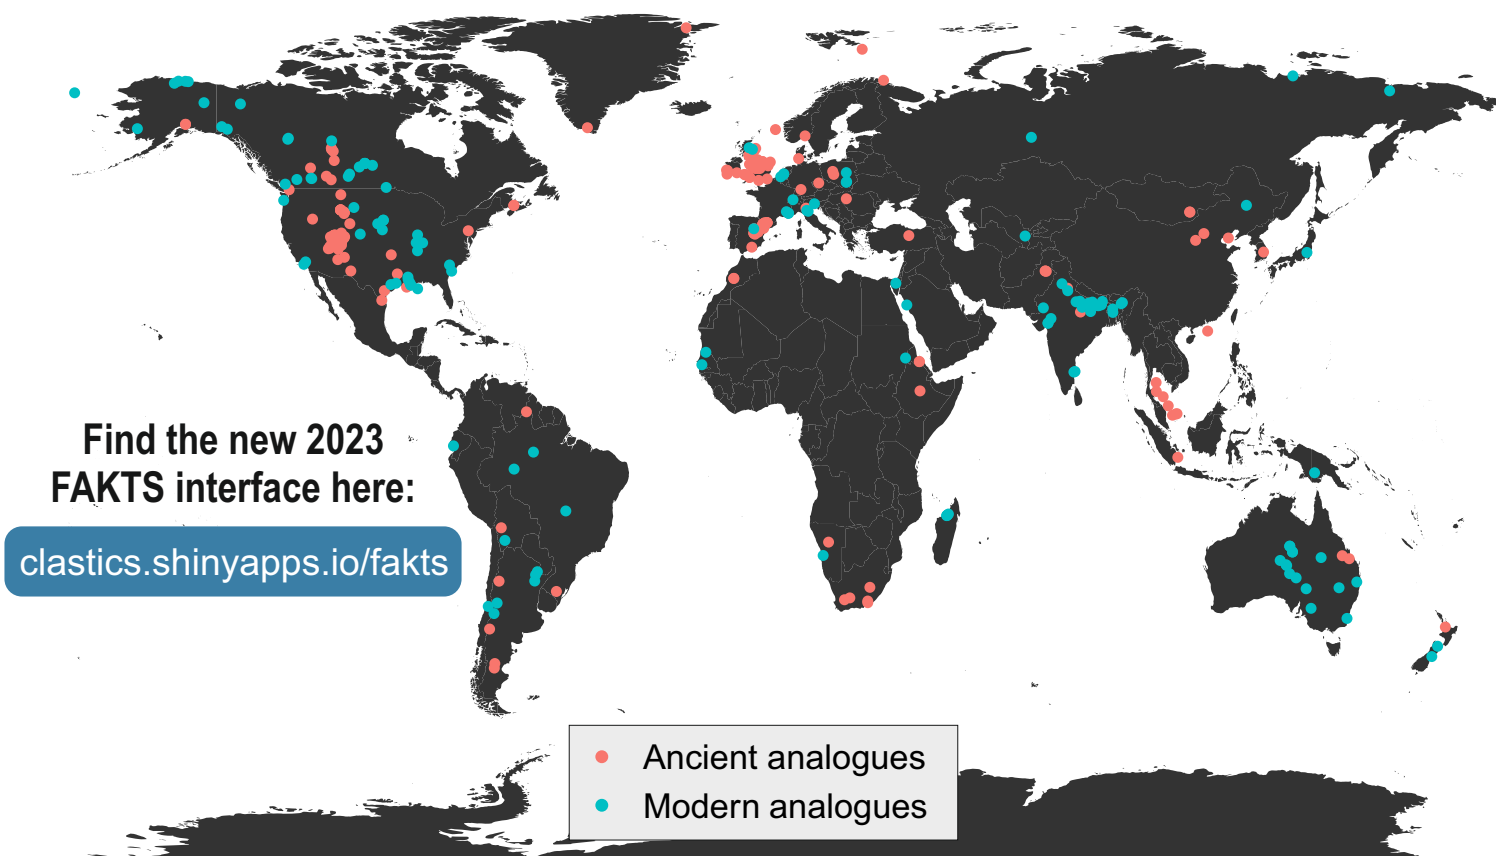 Find the new 2023
FAKTS interface here:
clastics.shinyapps.io/fakts
Ancient analogues
Modern analogues